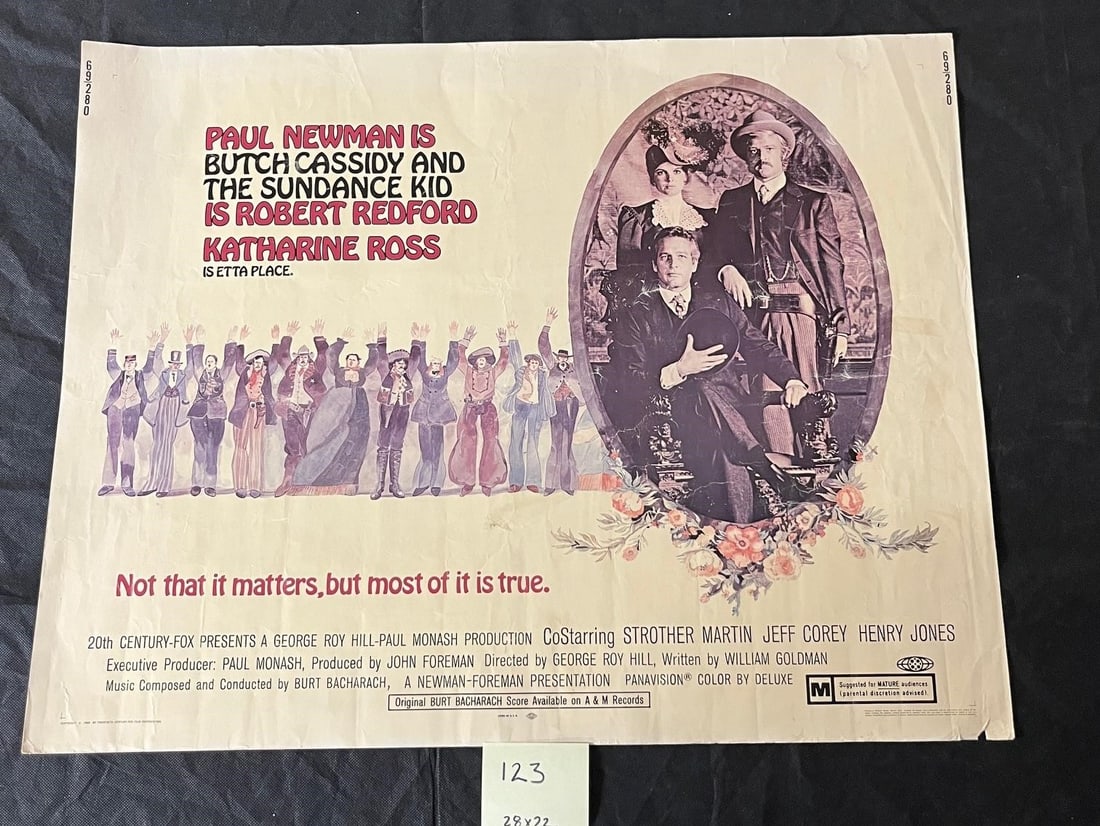 69/280
69/280
PAUL NEWMAN IS
BUTCH CASSIDY AND
THE SUNDANCE KID
IS ROBERT REDFORD
KATHARINE ROSS
IS ETTA PLACE.
Not that it matters, but most of it is true.
20th CENTURY-FOX PRESENTS A GEORGE ROY HILL-PAUL MONASH PRODUCTION CoStarring STROTHER MARTIN JEFF COREY HENRY JONES
Executive Producer: PAUL MONASH, Produced by JOHN FOREMAN Directed by GEORGE ROY HILL, Written by WILLIAM GOLDMAN
Music Composed and Conducted by BURT BACHARACH, A NEWMAN-FOREMAN PRESENTATION PANAVISION® COLOR BY DELUXE
M Suggested for MATURE audiences
(parental discretion advised).
Original BURT BACHARACH Score Available on A & M Records
123
28x22